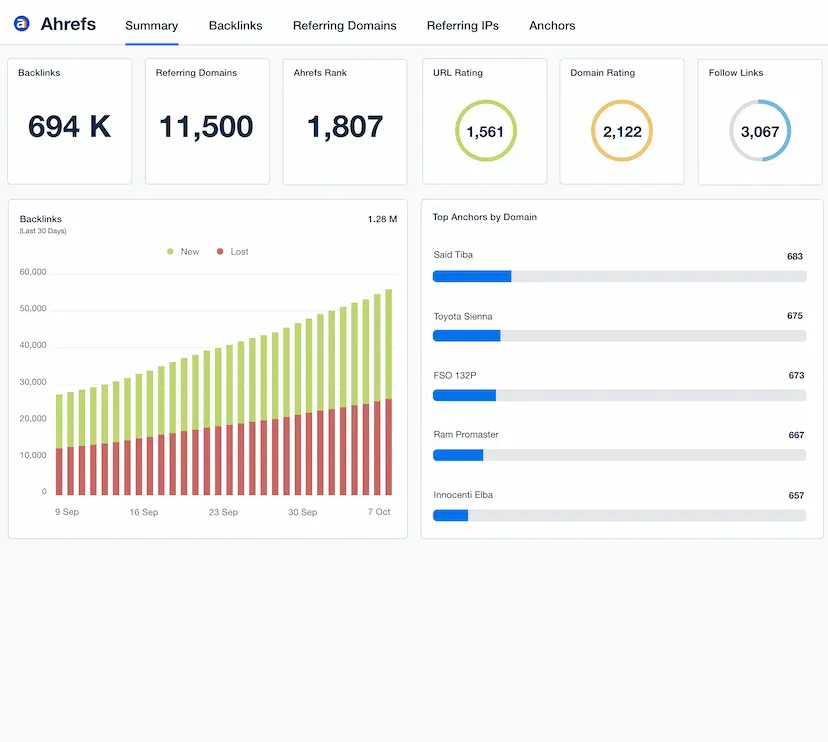 Ahrefs
Summary Backlinks Referring Domains Referring IPs Anchors
Backlinks
694 K
Referring Domains
11,500
Ahrefs Rank
1,807
URL Rating
1,561
Domain Rating
2,122
Follow Links
3,067
Backlinks 1.28 M
(Last 30 Days)
New Lost
60,000
50,000
40,000
30,000
20,000
10,000
0
9 Sep 16 Sep 23 Sep 30 Sep 7 Oct
Top Anchors by Domain
Said Tiba 683
Toyota Sienna 675
FSO 132P 673
Ram Promaster 667
Innocenti Elba 657